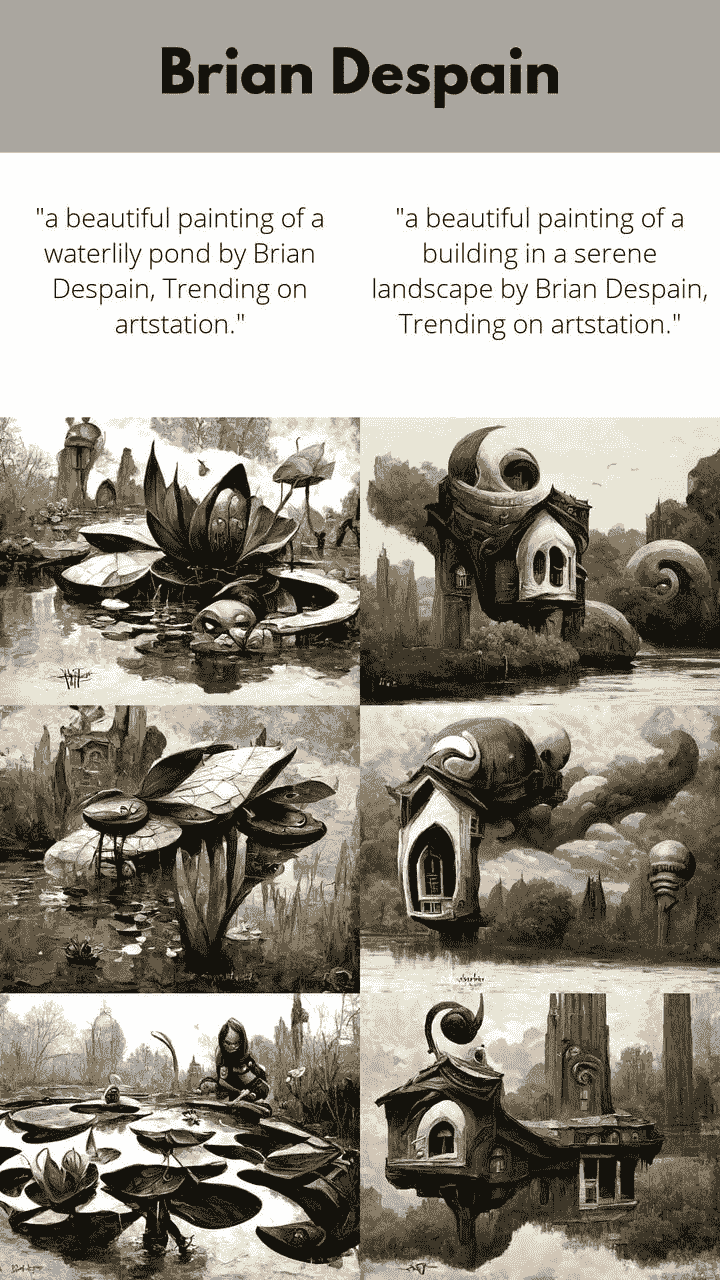 Brian Despain
"a beautiful painting of a
waterlily pond by Brian
Despain, Trending on
artstation."
"a beautiful painting of a
building in a serene
landscape by Brian Despain,
Trending on artstation."